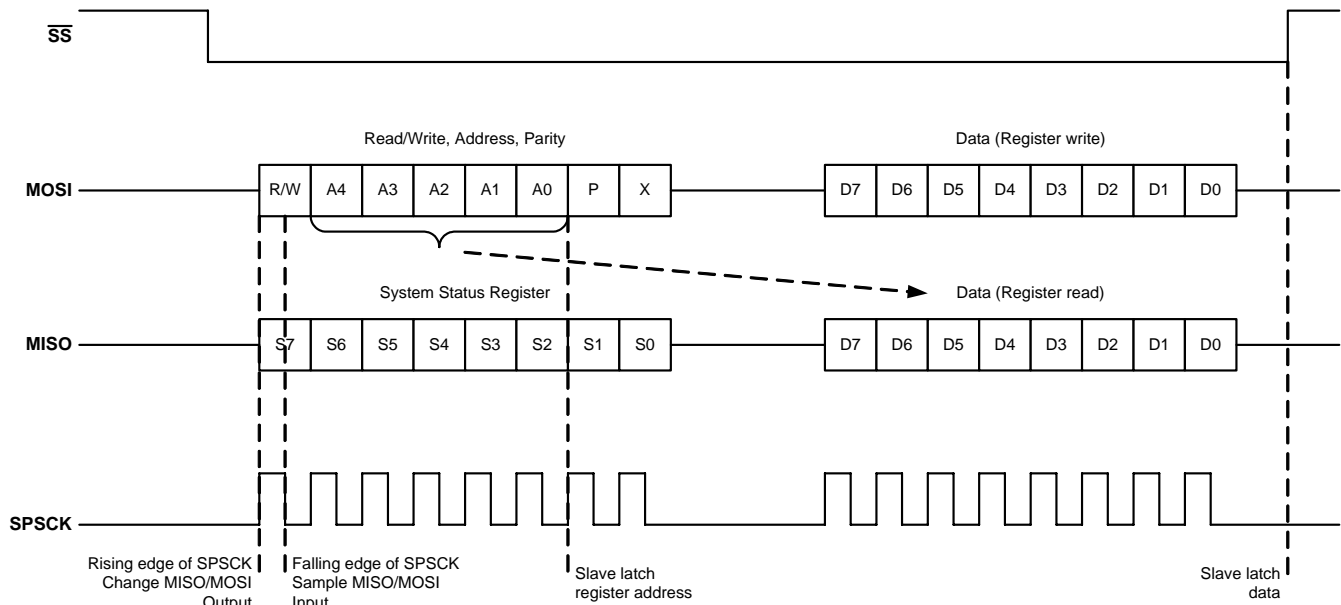 SS
Read/Write, Address, Parity
Data (Register write)
MOSI
R/W A4 A3 A2 A1 A0 P X
D7 D6 D5 D4 D3 D2 D1 D0
System Status Register
Data (Register read)
MISO
S7 S6 S5 S4 S3 S2 S1 S0
D7 D6 D5 D4 D3 D2 D1 D0
SPSCK
Rising edge of SPSCK
Change MISO/MOSI
Output
Falling edge of SPSCK
Sample MISO/MOSI
Input
Slave latch
register address
Slave latch
data